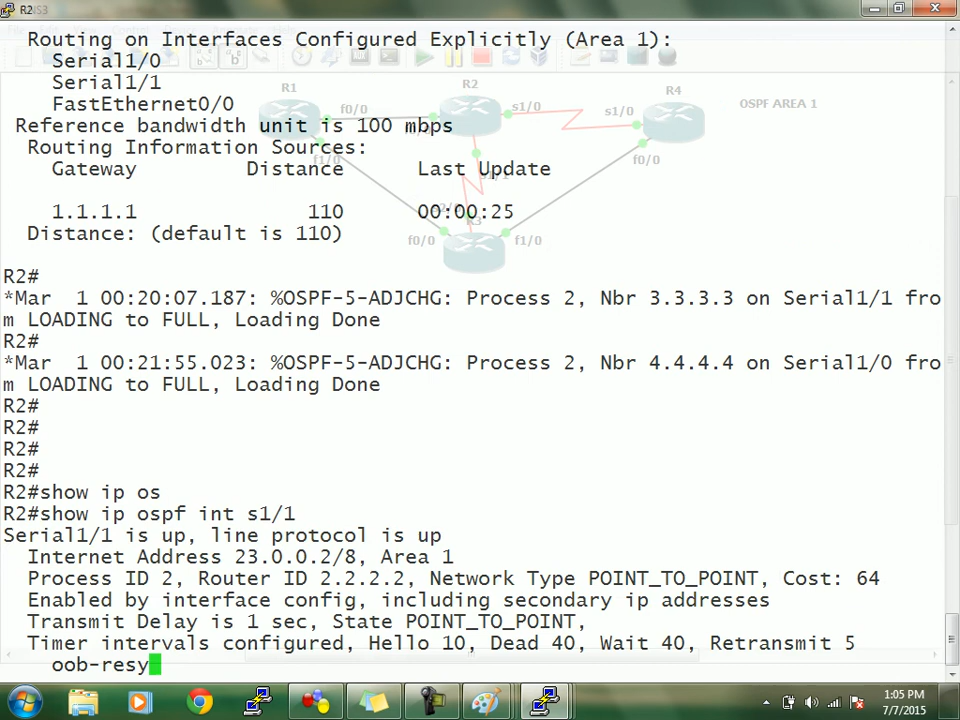 R2
Routing on Interfaces Configured Explicitly (Area 1):
Serial1/0
Serial1/1
FastEthernet0/0
Reference bandwidth unit is 100 mbps
Routing Information Sources:
Gateway Distance Last Update
1.1.1.1 110 00:00:25
Distance: (default is 110)
R2#
*Mar 1 00:20:07.187: %OSPF-5-ADJCHG: Process 2, Nbr 3.3.3.3 on Serial1/1 fro
m LOADING to FULL, Loading Done
R2#
*Mar 1 00:21:55.023: %OSPF-5-ADJCHG: Process 2, Nbr 4.4.4.4 on Serial1/0 fro
m LOADING to FULL, Loading Done
R2#
R2#
R2#
R2#
R2#show ip os
R2#show ip ospf int s1/1
Serial1/1 is up, line protocol is up
Internet Address 23.0.0.2/8, Area 1
Process ID 2, Router ID 2.2.2.2, Network Type POINT_TO_POINT, Cost: 64
Enabled by interface config, including secondary ip addresses
Transmit Delay is 1 sec, State POINT_TO_POINT,
Timer intervals configured, Hello 10, Dead 40, Wait 40, Retransmit 5
oob-resy
R1
f0/0
f1/0
R2
s1/0
s1/0
R4
f0/0
OSPF AREA 1
f0/0
f1/0
1:05 PM
7/7/2015